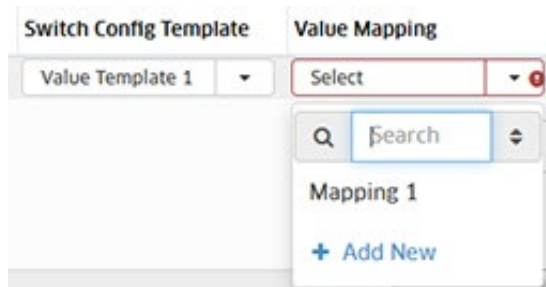 Switch Config Template Value Mapping
Value Template 1 Select
Search
Mapping 1
+ Add New